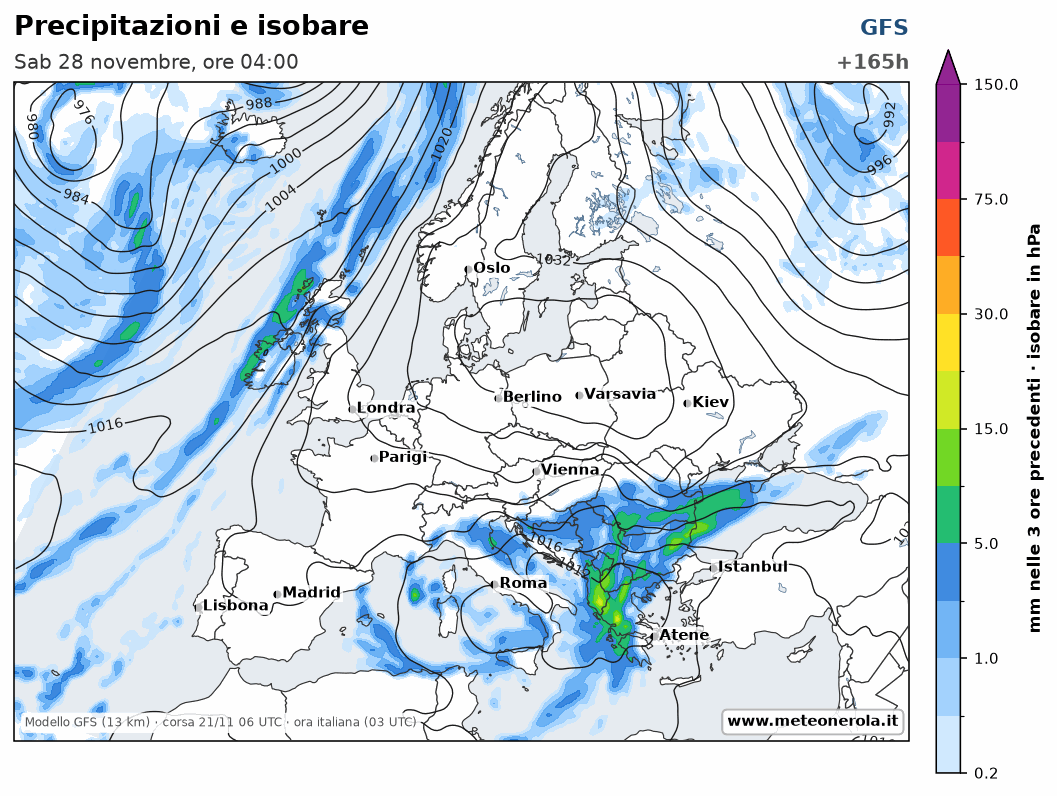 Precipitazioni e isobare
GFS
Sab 28 novembre, ore 04:00
+165h
976
980
984
988
1000
1004
1020
992
996
1032
Oslo
1016
Londra
Berlino
Varsavia
Kiev
Parigi
Vienna
1016
1015
Istanbul
Roma
Madrid
Lisbona
Atene
Modello GFS (13 km) · corsa 21/11 06 UTC · ora italiana (03 UTC)
www.meteonerola.it
150.0
75.0
30.0
15.0
5.0
1.0
0.2
mm nelle 3 ore precedenti · isobare in hPa